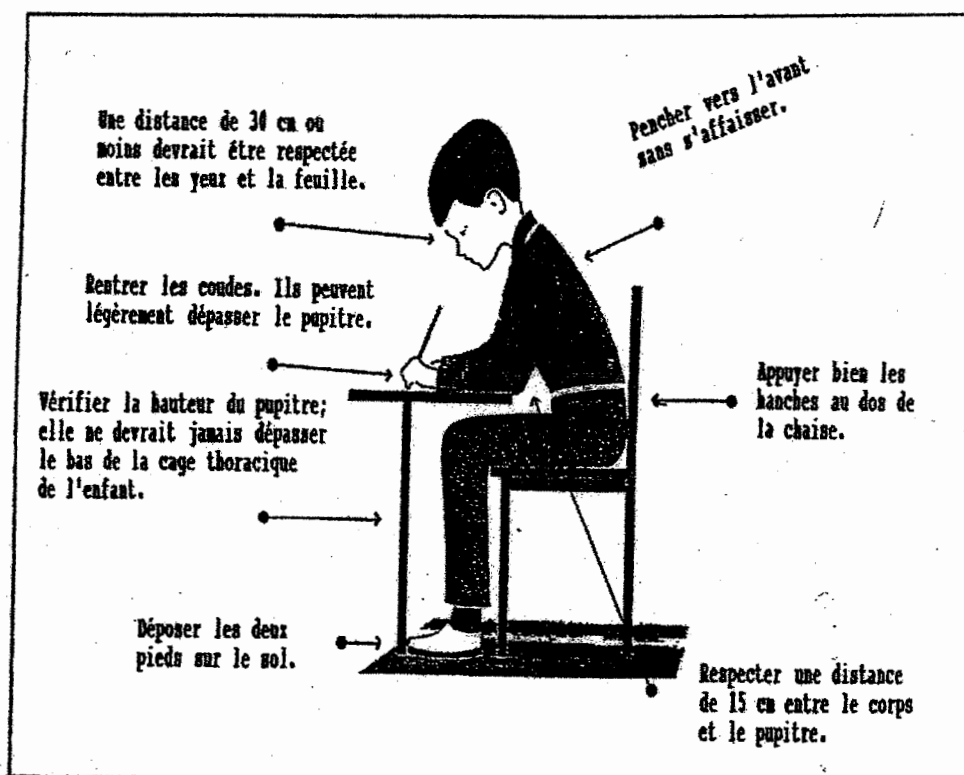 Une distance de 30 cm ou
moins devrait être respectée
entre les yeux et la feuille.
Pencher vers l'avant
sans s'affaisser.
Rentrer les coudes. Ils peuvent
légèrement dépasser le pupitre.
Vérifier la hauteur du pupitre;
elle ne devrait jamais dépasser
le bas de la cage thoracique
de l'enfant.
Appuyer bien les
hanches au dos de
la chaise.
Déposer les deux
pieds sur le sol.
Respecter une distance
de 15 cm entre le corps
et le pupitre.